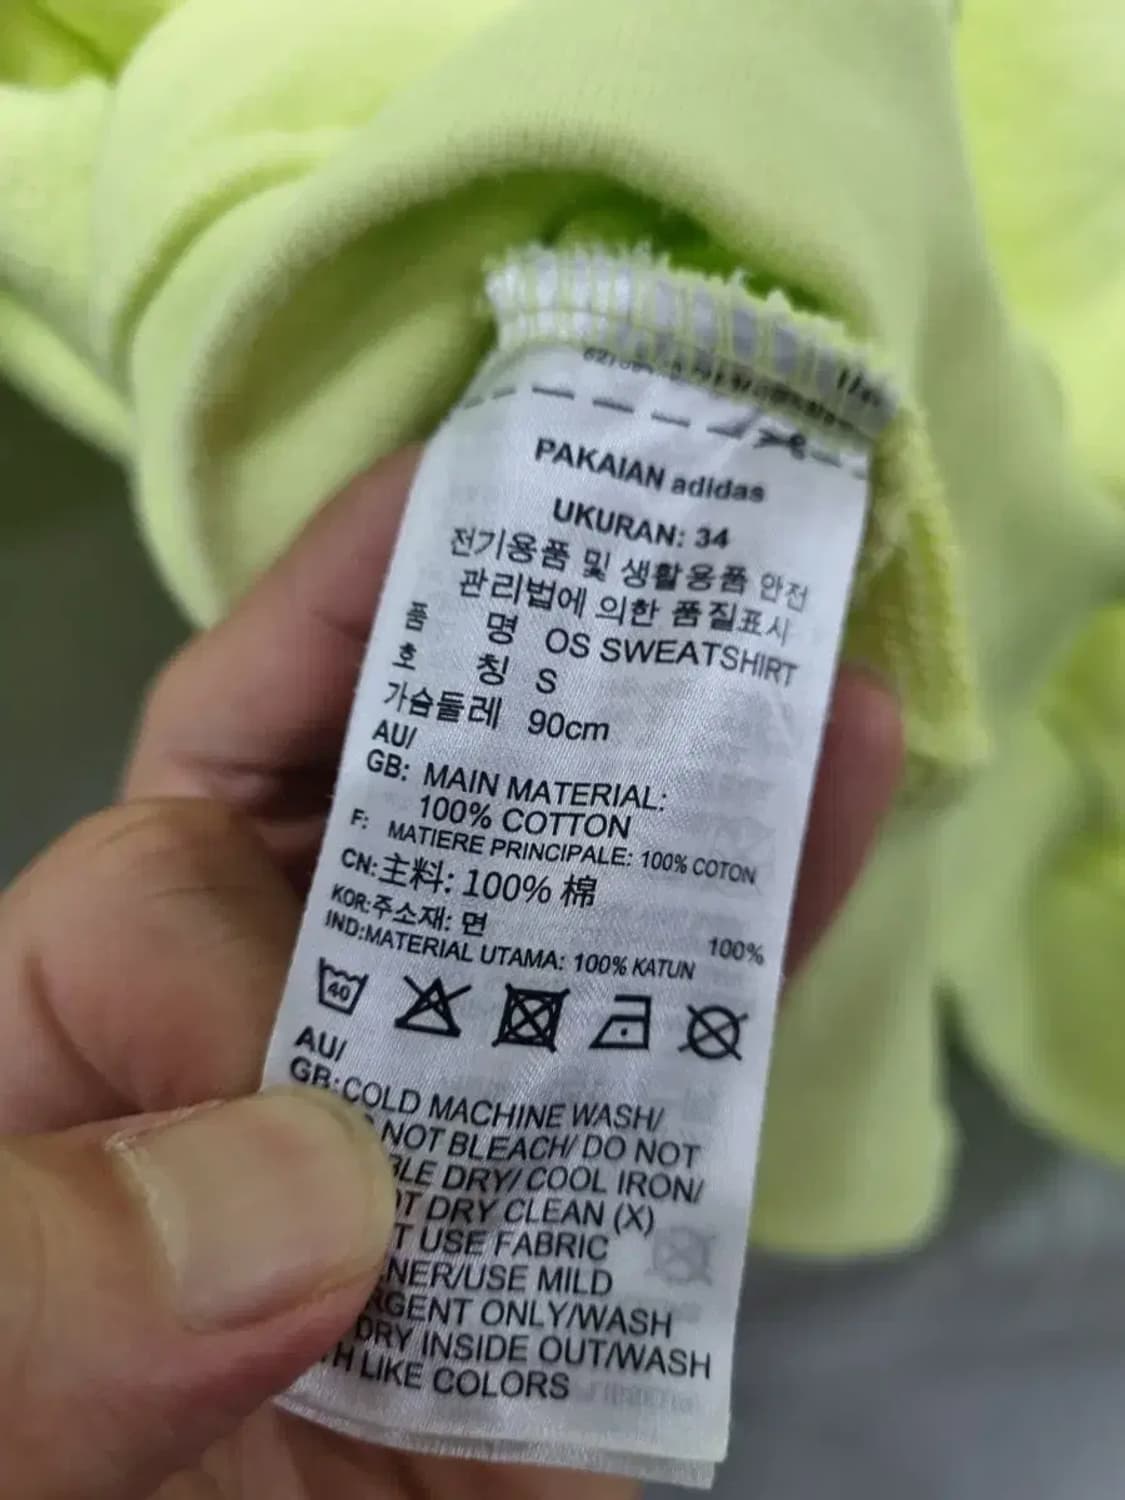 PAKAIAN adidas
UKURAN: 34
전기용품 및 생활용품 안전
관리법에 의한 품질표시
품 명 OS SWEATSHIRT
호 칭 S
가슴둘레 90cm
AU/
GB: MAIN MATERIAL:
100% COTTON
F: MATIERE PRINCIPALE: 100% COTON
CN:主料: 100% 棉
KOR:주소재: 면 100%
IND:MATERIAL UTAMA: 100% KATUN
40
AU/
GB:COLD MACHINE WASH/
NOT BLEACH/ DO NOT
DRY/ COOL IRON/
DRY CLEAN (X)
USE FABRIC
USE MILD
ONLY/WASH
DRY INSIDE OUT/WASH
LIKE COLORS